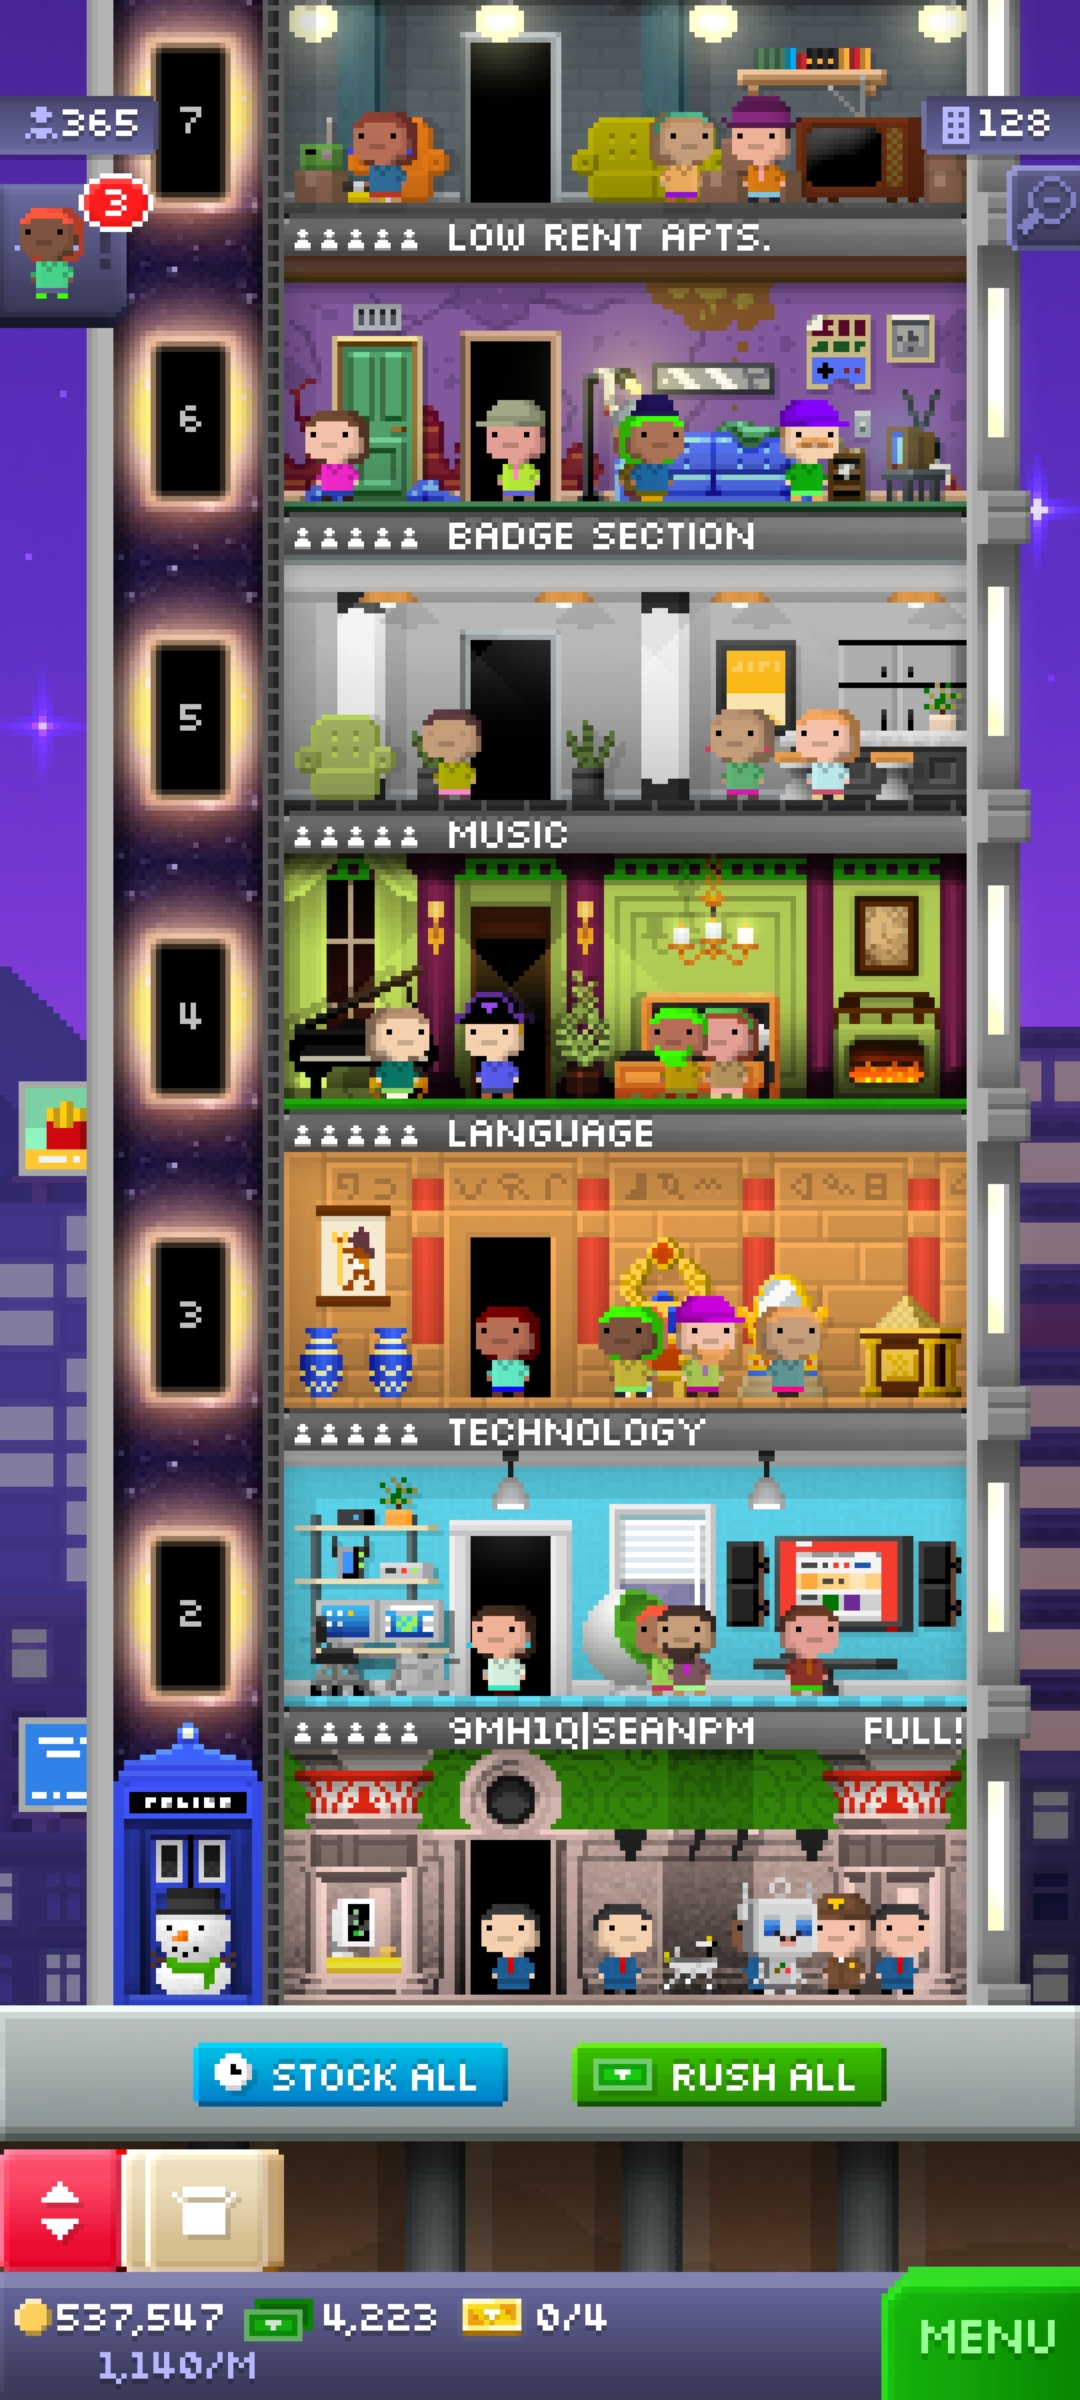 7
365
128
3
LOW RENT APTS.
6
BADGE SECTION
5
MUSIC
4
LANGUAGE
3
TECHNOLOGY
2
9MH1Q|SEANPM FULL!
POLICE
STOCK ALL
RUSH ALL
537,547 4,223 0/4
1,140/M
MENU